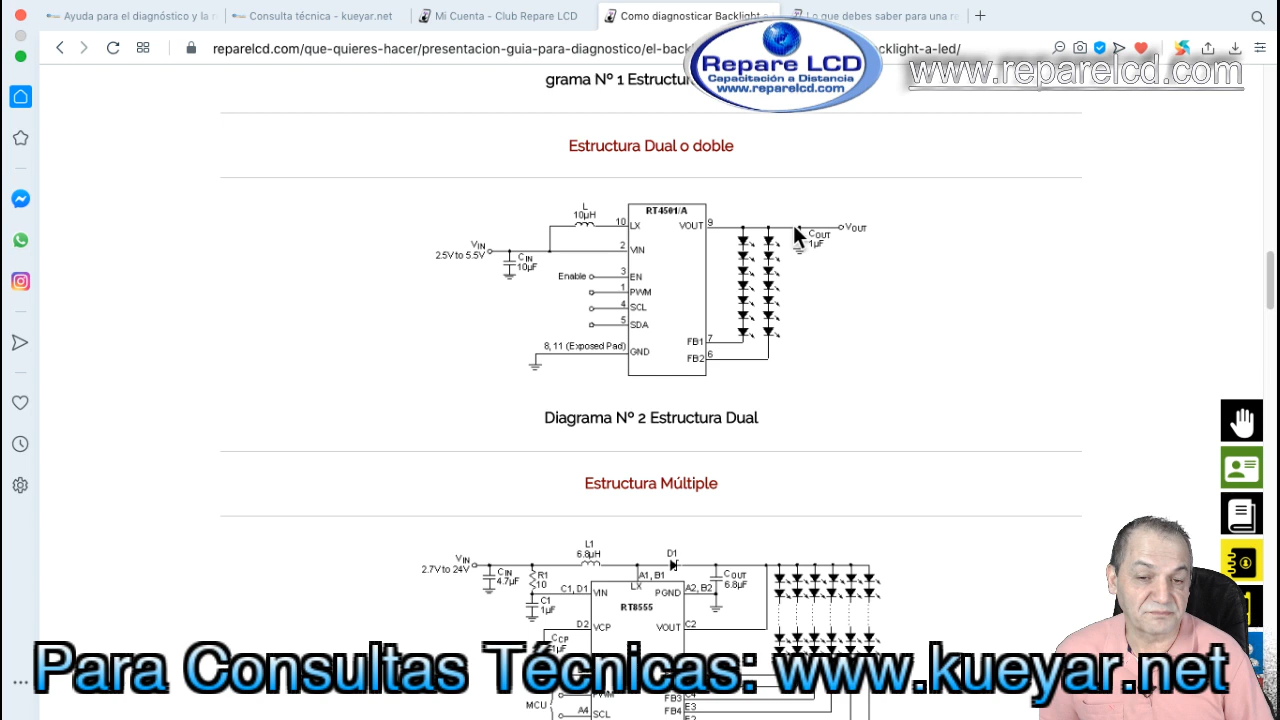 Ayuda para el diagnóstico y la r
Consulta técnica - kueyar.net
Mi Cuenta - Club Repare LCD
Como diagnosticar Backlight a
Lo que debes saber para una re
reparelcd.com/que-quieres-hacer/presentacion-guia-para-diagnostico/el-backl
acklight-a-led/
Repare LCD
Capacitación a Distancia
www.reparelcd.com
www.reparelcd.com
grama Nº 1 Estructur
Estructura Dual o doble
L
10µH
RT4501/A
10 LX
VOUT 9
VOUT
COUT
1µF
VIN
2.5V to 5.5V
CIN
10µF
2 VIN
Enable 3 EN
1 PWM
4 SCL
5 SDA
8, 11 (Exposed Pad) GND
FB1 7
FB2 6
Diagrama Nº 2 Estructura Dual
Estructura Múltiple
L1
6.8µH
D1
VIN
2.7V to 24V
CIN
4.7µF
R1
10
A1, B1
LX
COUT
6.8µF
C1, D1 VIN
PGND A2, B2
C1
1µF
RT8555
D2 VCP
VOUT C2
CCP
1µF
Para Consultas Técnicas: www.kueyar.net
PWM
FB3 C4
MCU
A4 SCL
FB4 E3
E2